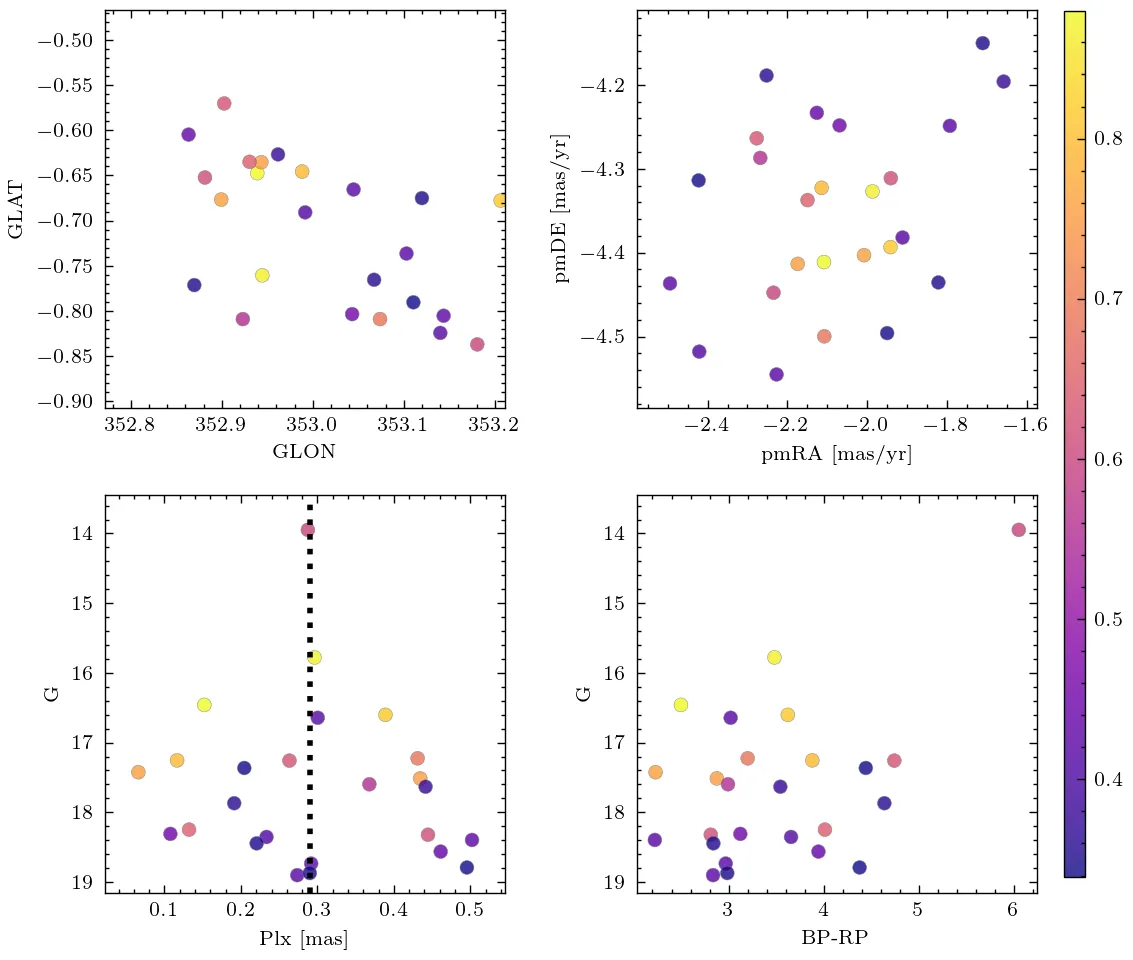 −0.50
−0.55
−0.60
−0.65
−0.70
−0.75
−0.80
−0.85
−0.90
GLAT
352.8 352.9 353.0 353.1 353.2
GLON
−4.2
−4.3
−4.4
−4.5
pmDE [mas/yr]
−2.4 −2.2 −2.0 −1.8 −1.6
pmRA [mas/yr]
0.8
0.7
0.6
0.5
0.4
14
15
16
17
18
19
G
0.1 0.2 0.3 0.4 0.5
Plx [mas]
14
15
16
17
18
19
G
3 4 5 6
BP-RP